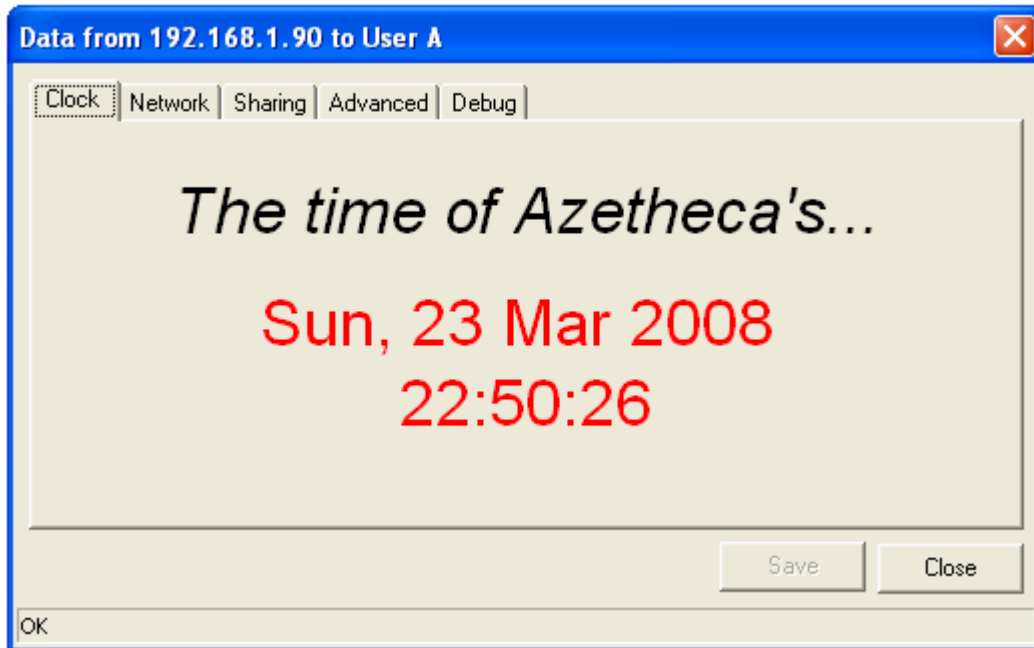 Data from 192.168.1.90 to User A
Clock Network Sharing Advanced Debug
The time of Azetheca's...
Sun, 23 Mar 2008
22:50:26
Save Close
OK